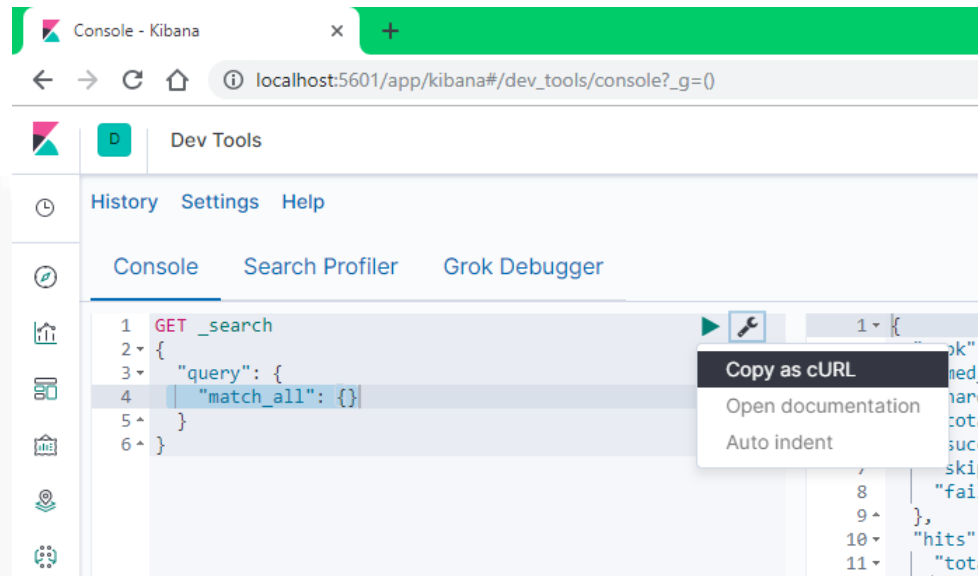 Console - Kibana
localhost:5601/app/kibana#/dev_tools/console?_g=()
D
Dev Tools
History Settings Help
Console Search Profiler Grok Debugger
1 GET _search
2 {
3 "query": {
4 "match_all": {}
5 }
6 }
Copy as cURL
Open documentation
Auto indent
1 {
8 "fai
9 },
10 "hits"
11 "tot